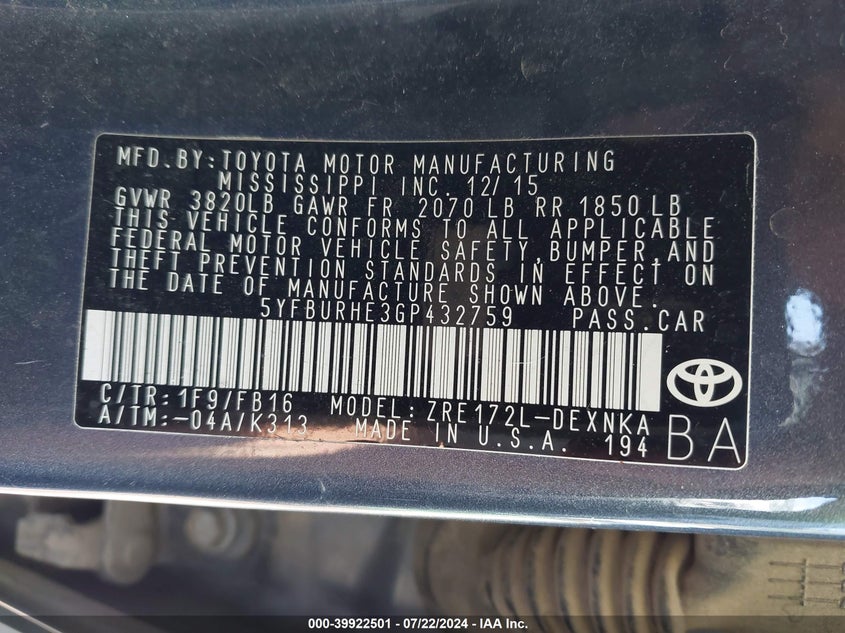 MFD. BY: TOYOTA MOTOR MANUFACTURING
MISSISSIPPI INC. 12/15
GVWR 3820LB GAWR FR 2070 LB RR 1850 LB
THIS VEHICLE CONFORMS TO ALL APPLICABLE
FEDERAL MOTOR VEHICLE SAFETY, BUMPER, AND
THEFT PREVENTION STANDARDS IN EFFECT ON
THE DATE OF MANUFACTURE SHOWN ABOVE.
5YFBURHE3GP432759 PASS. CAR
C/TR: 1F9/FB16 MODEL: ZRE172L-DEXNKA
A/TM:-04A/K313 MADE IN U.S.A. 194
BA
000-39922501 - 07/22/2024 - IAA Inc.